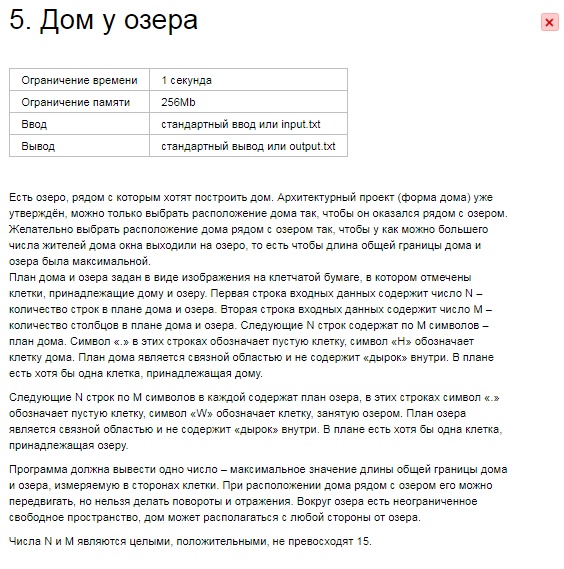 5. Дом у озера
Ограничение времени 1 секунда
Ограничение памяти 256Mb
Ввод стандартный ввод или input.txt
Вывод стандартный вывод или output.txt
Есть озеро, рядом с которым хотят построить дом. Архитектурный проект (форма дома) уже
утверждён, можно только выбрать расположение дома так, чтобы он оказался рядом с озером.
Желательно выбрать расположение дома рядом с озером так, чтобы у как можно большего
числа жителей дома окна выходили на озеро, то есть чтобы длина общей границы дома и
озера была максимальной.
План дома и озера задан в виде изображения на клетчатой бумаге, в котором отмечены
клетки, принадлежащие дому и озеру. Первая строка входных данных содержит число N –
количество строк в плане дома и озера. Вторая строка входных данных содержит число M –
количество столбцов в плане дома и озера. Следующие N строк содержат по M символов –
план дома. Символ «.» в этих строках обозначает пустую клетку, символ «H» обозначает
клетку дома. План дома является связной областью и не содержит «дырок» внутри. В плане
есть хотя бы одна клетка, принадлежащая дому.
Следующие N строк по M символов в каждой содержат план озера, в этих строках символ «.»
обозначает пустую клетку, символ «W» обозначает клетку, занятую озером. План озера
является связной областью и не содержит «дырок» внутри. В плане есть хотя бы одна клетка,
принадлежащая озеру.
Программа должна вывести одно число – максимальное значение длины общей границы дома
и озера, измеряемую в сторонах клетки. При расположении дома рядом с озером его можно
передвигать, но нельзя делать повороты и отражения. Вокруг озера есть неограниченное
свободное пространство, дом может располагаться с любой стороны от озера.
Числа N и M являются целыми, положительными, не превосходят 15.